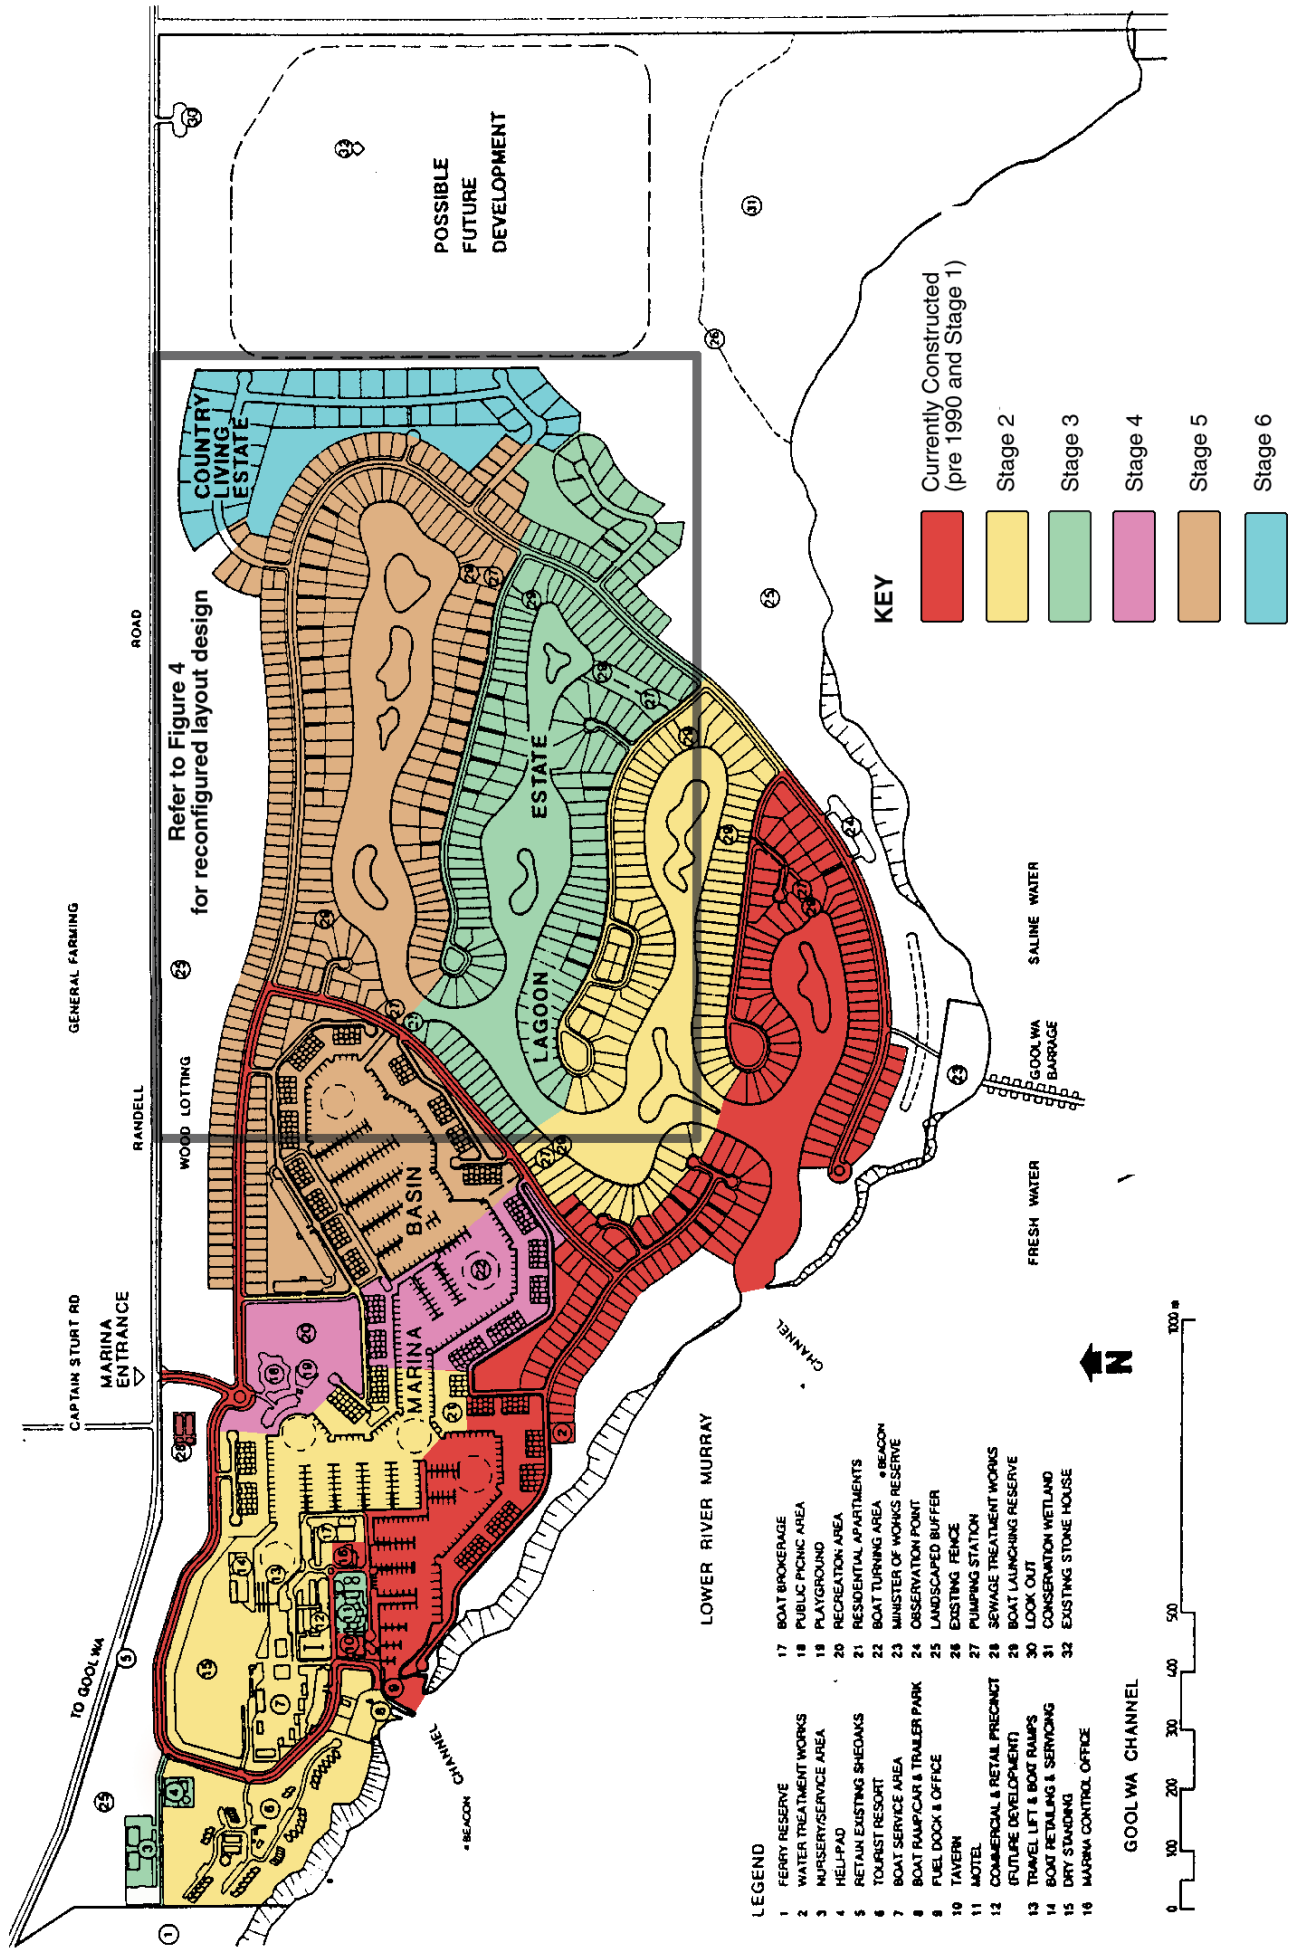 GENERAL FARMING
RANDELL
ROAD
CAPTAIN STURT RD
MARINA
ENTRANCE
TO GOOLWA
WOOD LOTTING
Refer to Figure 4
for reconfigured layout design
COUNTRY
LIVING
ESTATE
POSSIBLE
FUTURE
DEVELOPMENT
MARINA
BASIN
LAGOON
ESTATE
CHANNEL
• BEACON
CHANNEL
• BEACON
LOWER RIVER MURRAY
FRESH WATER
GOOLWA
BARRAGE
SALINE WATER
GOOLWA CHANNEL
N
0 100 200 300 400 500 1000 m
LEGEND
1 FERRY RESERVE
2 WATER TREATMENT WORKS
3 NURSERY/SERVICE AREA
4 HELI-PAD
5 RETAIN EXISTING SHEOAKS
6 TOURIST RESORT
7 BOAT SERVICE AREA
8 BOAT RAMP/CAR & TRAILER PARK
9 FUEL DOCK & OFFICE
10 TAVERN
11 MOTEL
12 COMMERCIAL & RETAIL PRECINCT
(FUTURE DEVELOPMENT)
13 TRAVEL LIFT & BOAT RAMPS
14 BOAT RETAILING & SERVICING
15 DRY STANDING
16 MARINA CONTROL OFFICE
17 BOAT BROKERAGE
18 PUBLIC PICNIC AREA
19 PLAYGROUND
20 RECREATION AREA
21 RESIDENTIAL APARTMENTS
22 BOAT TURNING AREA
23 MINISTER OF WORKS RESERVE
24 OBSERVATION POINT
25 LANDSCAPED BUFFER
26 EXISTING FENCE
27 PUMPING STATION
28 SEWAGE TREATMENT WORKS
29 BOAT LAUNCHING RESERVE
30 LOOK OUT
31 CONSERVATION WETLAND
32 EXISTING STONE HOUSE
KEY
Currently Constructed
(pre 1990 and Stage 1)
Stage 2
Stage 3
Stage 4
Stage 5
Stage 6